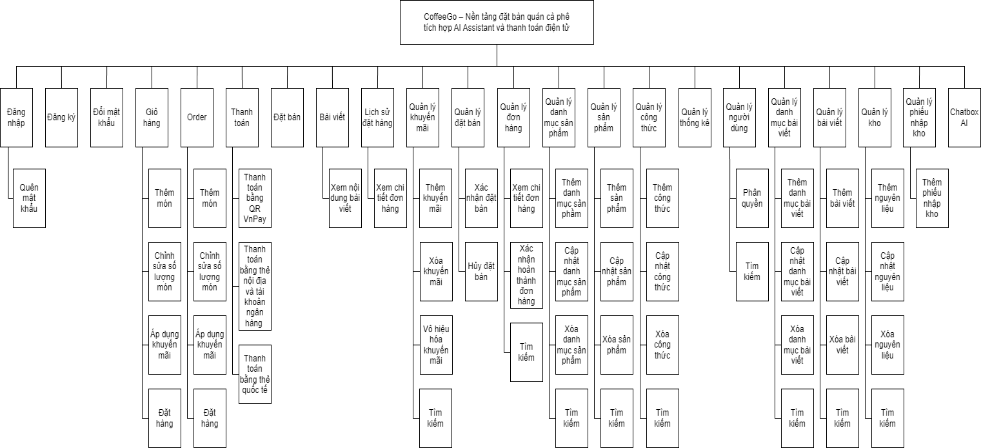 CoffeeGo – Nền tảng đặt bàn quán cà phê
tích hợp AI Assistant và thanh toán điện tử
Đăng
nhập
Đăng ký
Đổi mật
khẩu
Giỏ
hàng
Order
Thanh
toán
Đặt bàn
Bài viết
Lịch sử
đặt hàng
Quản lý
khuyến
mãi
Quản lý
đặt bàn
Quản lý
đơn
hàng
Quản lý
danh
mục sản
phẩm
Quản lý
sản
phẩm
Quản lý
công
thức
Quản lý
thống kê
Quản lý
người
dùng
Quản lý
danh
mục bài
viết
Quản lý
bài viết
Quản lý
kho
Quản lý
phiếu
nhập
kho
Chatbox
AI
Quên
mật
khẩu
Thêm
món
Thêm
món
Thanh
toán
bằng
QR
VnPay
Xem nội
dung bài
viết
Xem chi
tiết đơn
hàng
Thêm
khuyến
mãi
Xác
nhận đặt
bàn
Xem chi
tiết đơn
hàng
Thêm
danh
mục sản
phẩm
Thêm
sản
phẩm
Thêm
công
thức
Phân
quyền
Thêm
danh
mục bài
viết
Thêm
bài viết
Thêm
nguyên
liệu
Thêm
phiếu
nhập
kho
Chỉnh
sửa số
lượng
món
Chỉnh
sửa số
lượng
món
Thanh
toán
bằng thẻ
nội địa
và tài
khoản
ngân
hàng
Xóa
khuyến
mãi
Hủy đặt
bàn
Xác
nhận
hoàn
thành
đơn
hàng
Cập
nhật
danh
mục sản
phẩm
Cập
nhật sản
phẩm
Cập
nhật
công
thức
Tìm
kiếm
Cập
nhật
danh
mục bài
viết
Cập
nhật bài
viết
Cập
nhật
nguyên
liệu
Áp dụng
khuyến
mãi
Áp dụng
khuyến
mãi
Thanh
toán
bằng thẻ
quốc tế
Vô hiệu
hóa
khuyến
mãi
Tìm
kiếm
Xóa
danh
mục sản
phẩm
Xóa sản
phẩm
Xóa
công
thức
Xóa
danh
mục bài
viết
Xóa bài
viết
Xóa
nguyên
liệu
Đặt
hàng
Đặt
hàng
Tìm
kiếm
Tìm
kiếm
Tìm
kiếm
Tìm
kiếm
Tìm
kiếm
Tìm
kiếm
Tìm
kiếm